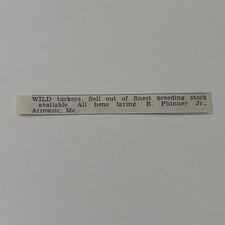 WILD turkeys. Sell out of finest breeding stock
available. All hens laying. R. Phinney Jr.,
Arrowsic, Me.